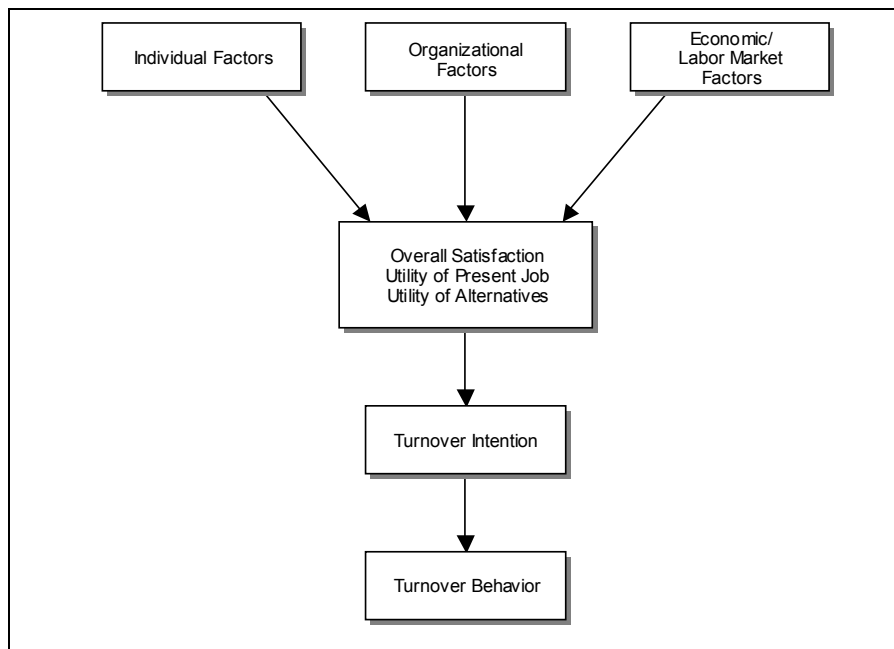 Individual Factors
Organizational
Factors
Economic/
Labor Market
Factors
Overall Satisfaction
Utility of Present Job
Utility of Alternatives
Turnover Intention
Turnover Behavior